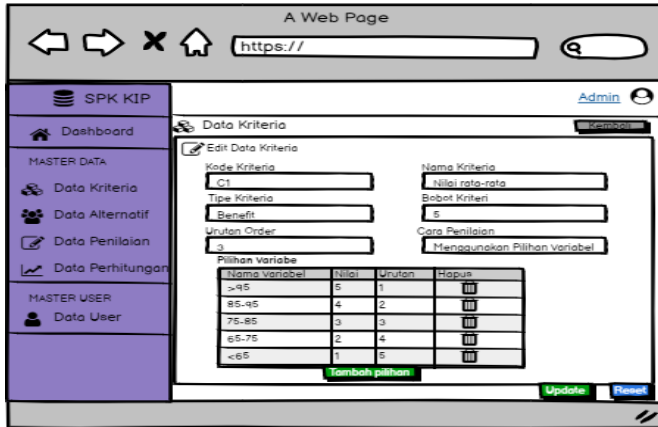 A Web Page
https://
SPK KIP
Admin
Dashboard
MASTER DATA
Data Kriteria
Data Alternatif
Data Penilaian
Data Perhitungan
MASTER USER
Data User
Data Kriteria
Kembali
Edit Data Kriteria
Kode Kriteria Nama Kriteria
C1 Nilai rata-rata
Tipe Kriteria Bobot Kriteri
Benefit 5
Urutan Order Cara Penilaian
3 Menggunakan Pilihan Variabel
Pilihan Variabe
Nama Variabel Nilai Urutan Hapus
>95 5 1
85-95 4 2
75-85 3 3
65-75 2 4
<65 1 5
Tambah pilihan
Update Reset